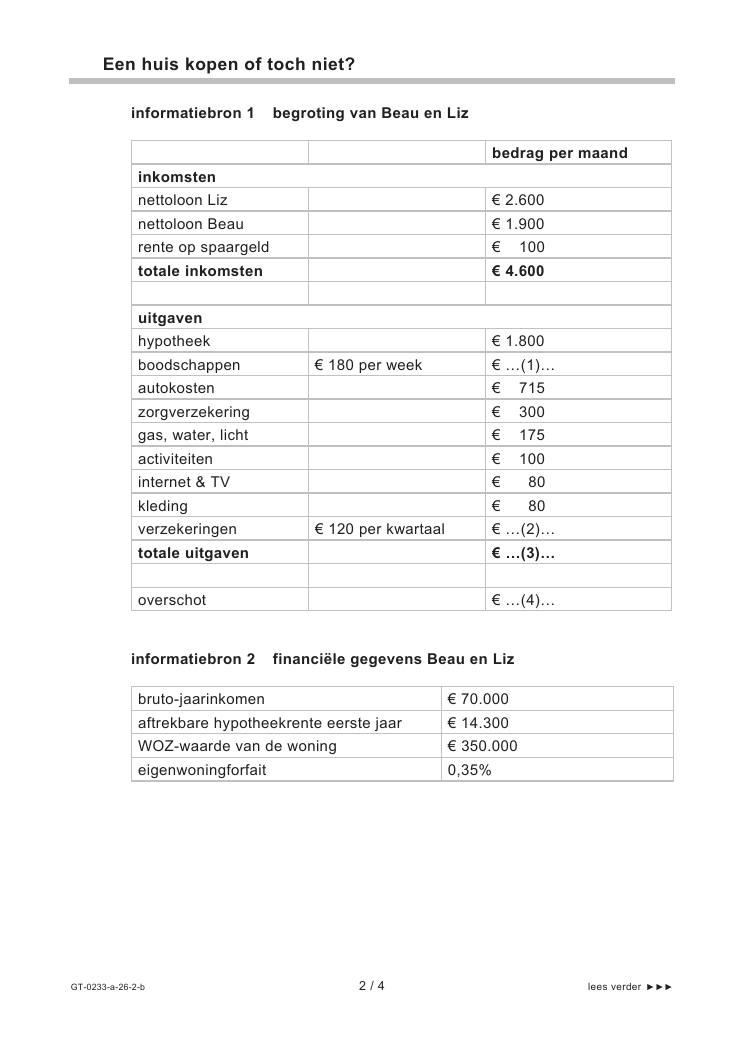 Een huis kopen of toch niet?
informatiebron 1 begroting van Beau en Liz
bedrag per maand
inkomsten
nettoloon Liz € 2.600
nettoloon Beau € 1.900
rente op spaargeld € 100
totale inkomsten € 4.600
uitgaven
hypotheek € 1.800
boodschappen € 180 per week € …(1)…
autokosten € 715
zorgverzekering € 300
gas, water, licht € 175
activiteiten € 100
internet & TV € 80
kleding € 80
verzekeringen € 120 per kwartaal € …(2)…
totale uitgaven € …(3)…
overschot € …(4)…
informatiebron 2 financiële gegevens Beau en Liz
bruto-jaarinkomen € 70.000
aftrekbare hypotheekrente eerste jaar € 14.300
WOZ-waarde van de woning € 350.000
eigenwoningforfait 0,35%
GT-0233-a-26-2-b 2 / 4 lees verder ►►►